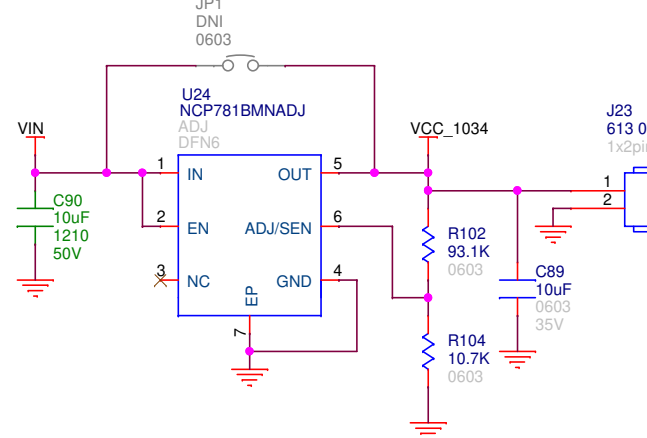 JP1
DNI
0603
U24
NCP781BMNADJ
ADJ
DFN6
VIN
VCC_1034
J23
613 0
1x2pin
1 IN OUT 5
2 EN ADJ/SEN 6
3 NC GND 4
EP
7
C90
10uF
1210
50V
R102
93.1K
0603
C89
10uF
0603
35V
R104
10.7K
0603
1
2